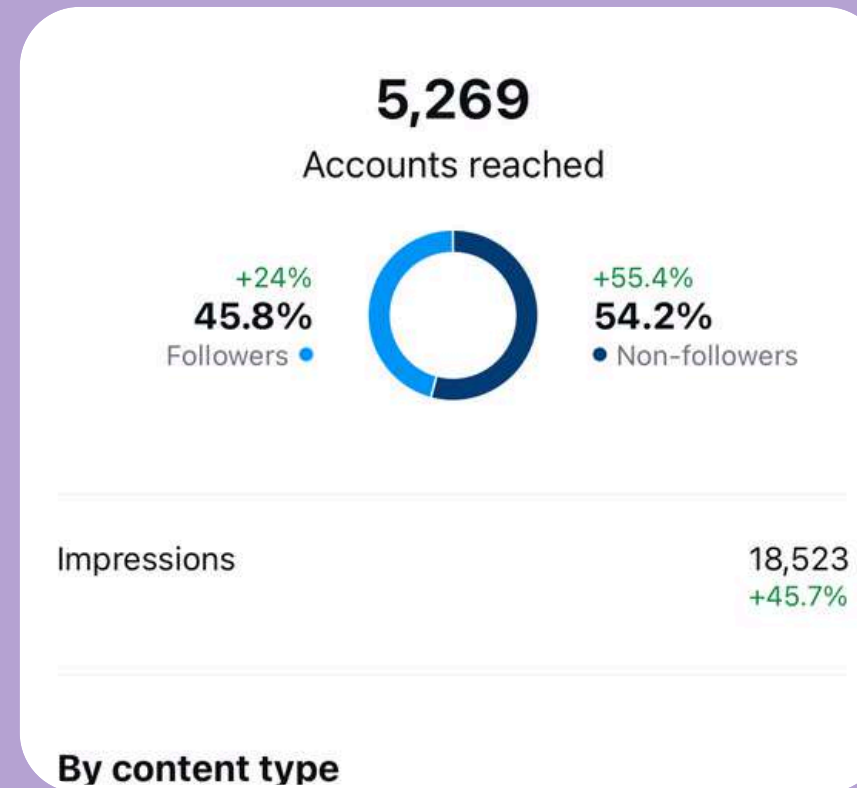 5,269
Accounts reached
+24%
45.8%
Followers
+55.4%
54.2%
Non-followers
Impressions
18,523
+45.7%
By content type